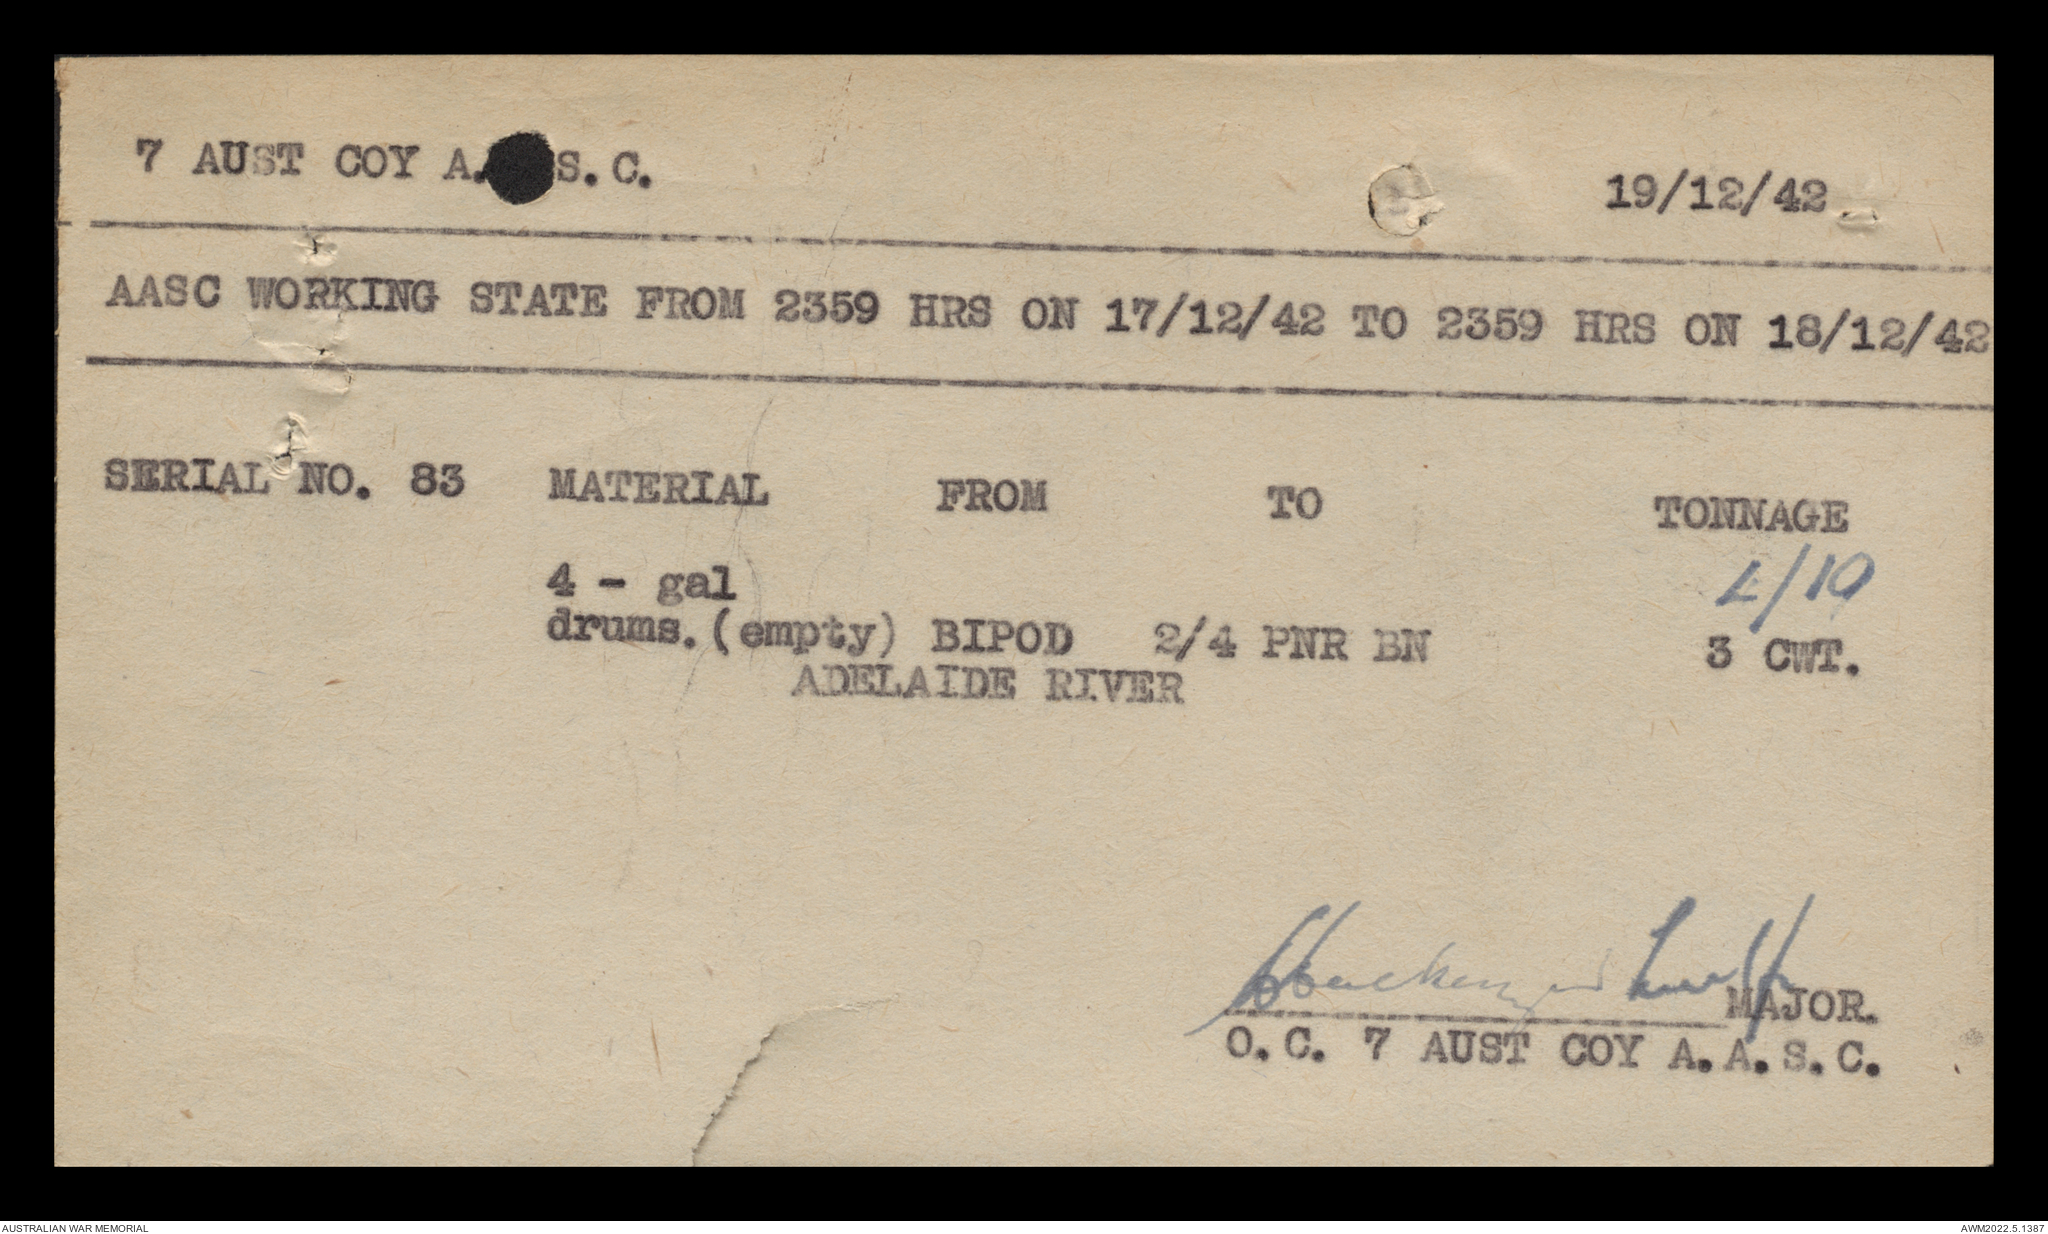 7 AUST COY A. S.C. 19/12/42
AASC WORKING STATE FROM 2359 HRS ON 17/12/42 TO 2359 HRS ON 18/12/42
SERIAL NO. 83 MATERIAL FROM TO TONNAGE
4 - gal
drums.(empty) BIPOD 2/4 PNR BN 3 CWT.
ADELAIDE RIVER
MAJOR.
O.C. 7 AUST COY A.A.S.C.
AUSTRALIAN WAR MEMORIAL AWM2022.5.1387